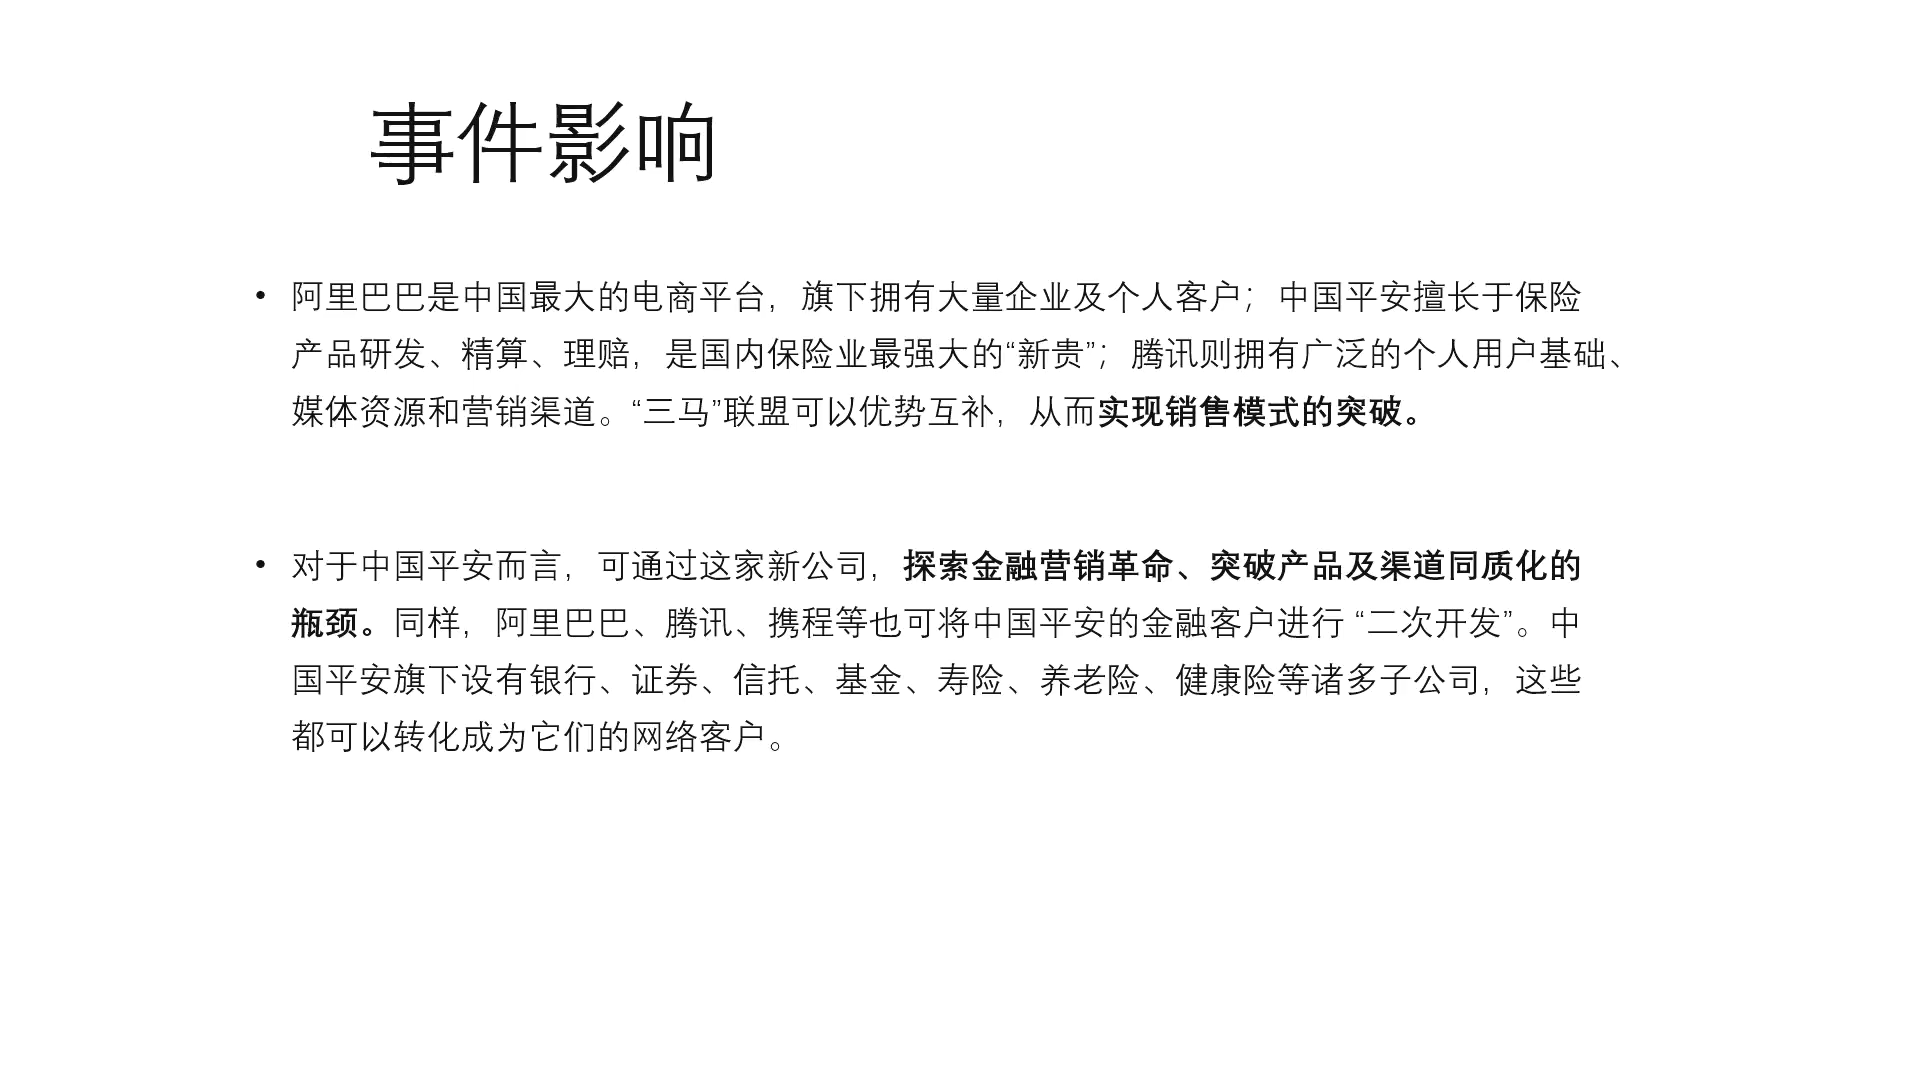 事件影响
• 阿里巴巴是中国最大的电商平台，旗下拥有大量企业及个人客户；中国平安擅长于保险
产品研发、精算、理赔，是国内保险业最强大的“新贵”；腾讯则拥有广泛的个人用户基础、
媒体资源和营销渠道。“三马”联盟可以优势互补，从而实现销售模式的突破。
• 对于中国平安而言，可通过这家新公司，探索金融营销革命、突破产品及渠道同质化的
瓶颈。同样，阿里巴巴、腾讯、携程等也可将中国平安的金融客户进行 “二次开发”。中
国平安旗下设有银行、证券、信托、基金、寿险、养老险、健康险等诸多子公司，这些
都可以转化成为它们的网络客户。